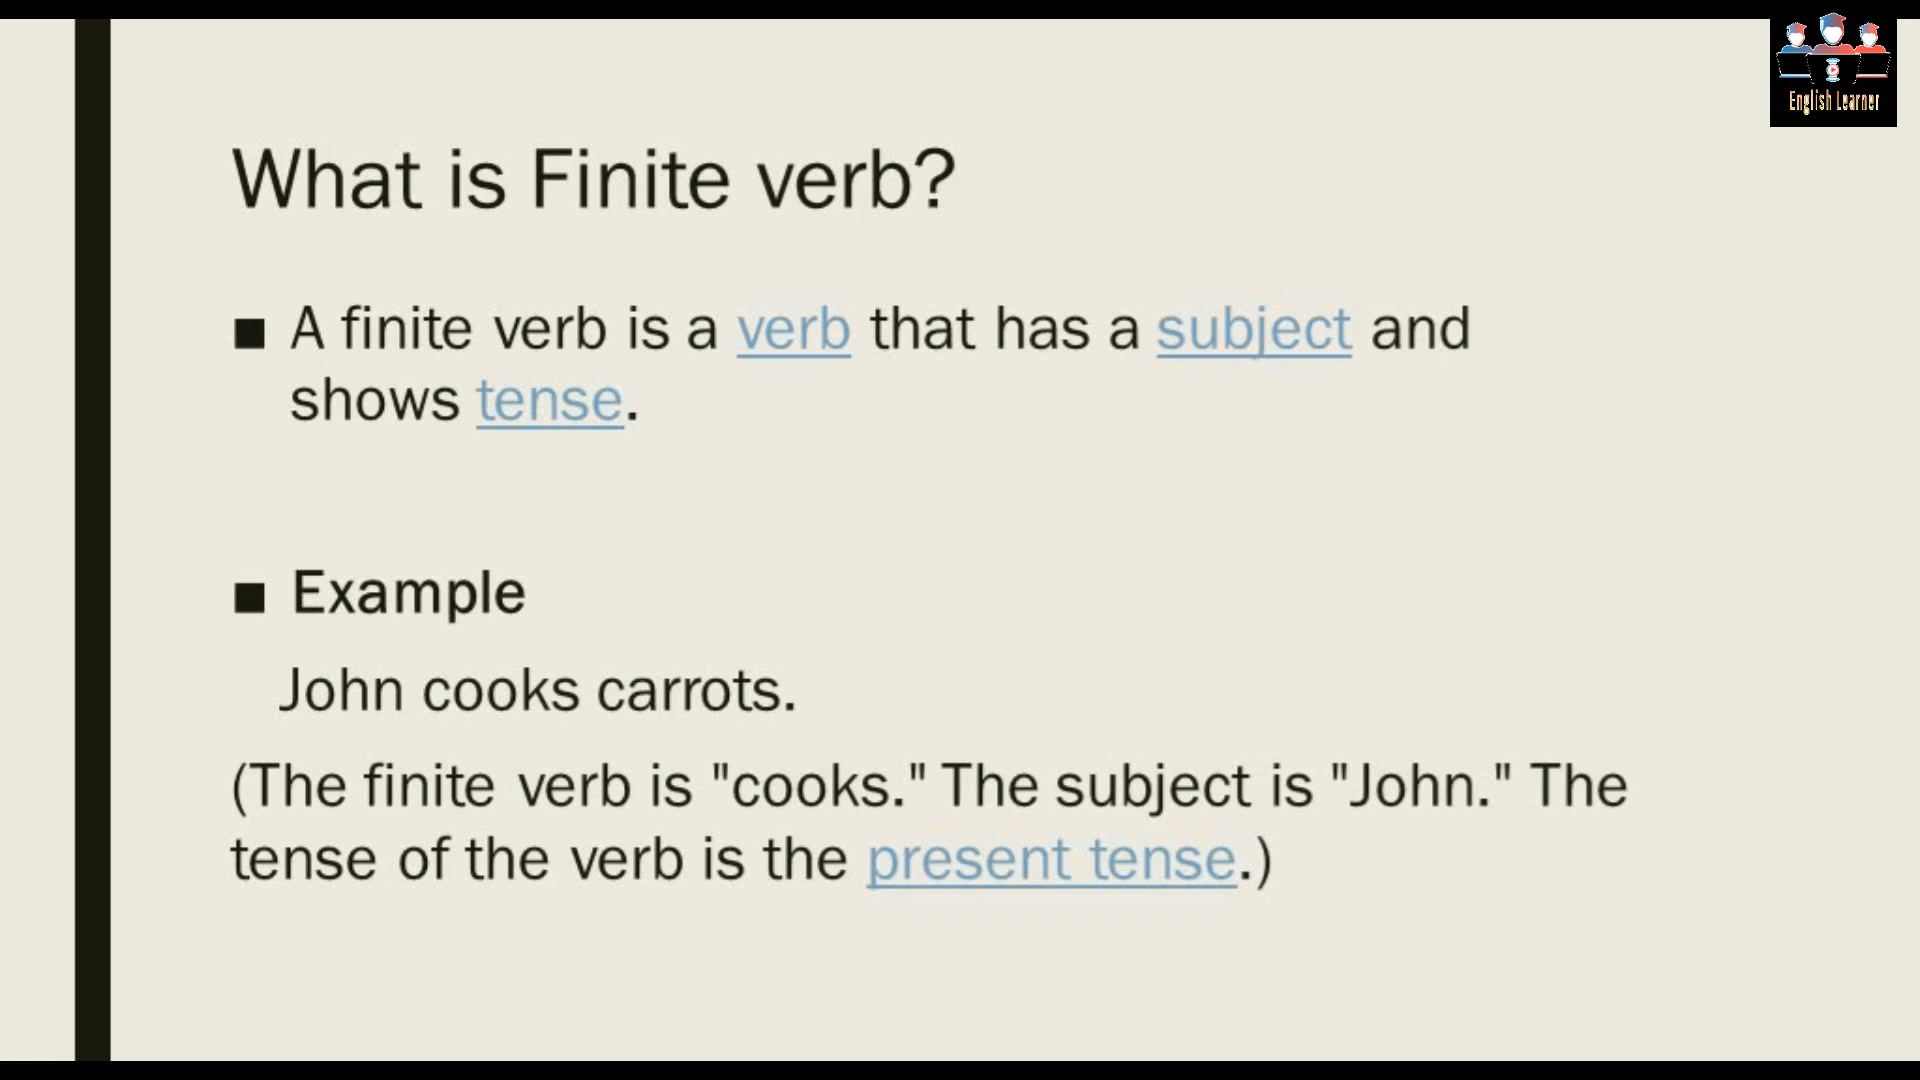 English Learner
What is Finite verb?
■ A finite verb is a verb that has a subject and
shows tense.
■ Example
John cooks carrots.
(The finite verb is "cooks." The subject is "John." The
tense of the verb is the present tense.)